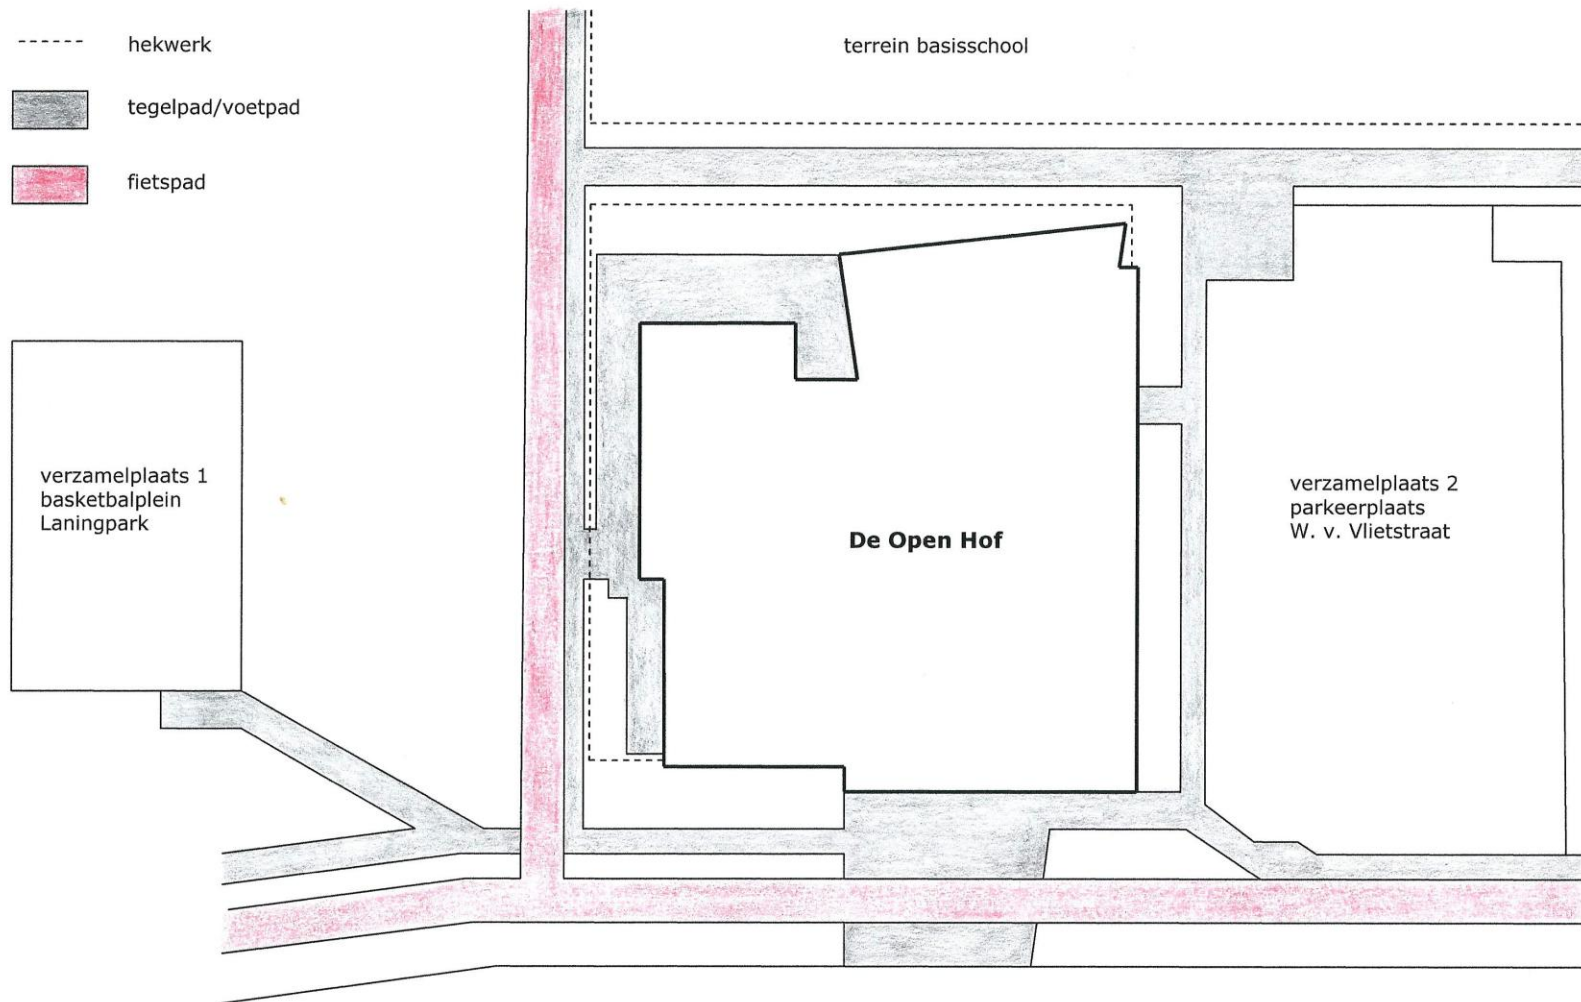 hekwerk
tegelpad/voetpad
fietspad
terrein basisschool
verzamelplaats 1
basketbalplein
Laningpark
De Open Hof
verzamelplaats 2
parkeerplaats
W. v. Vlietstraat